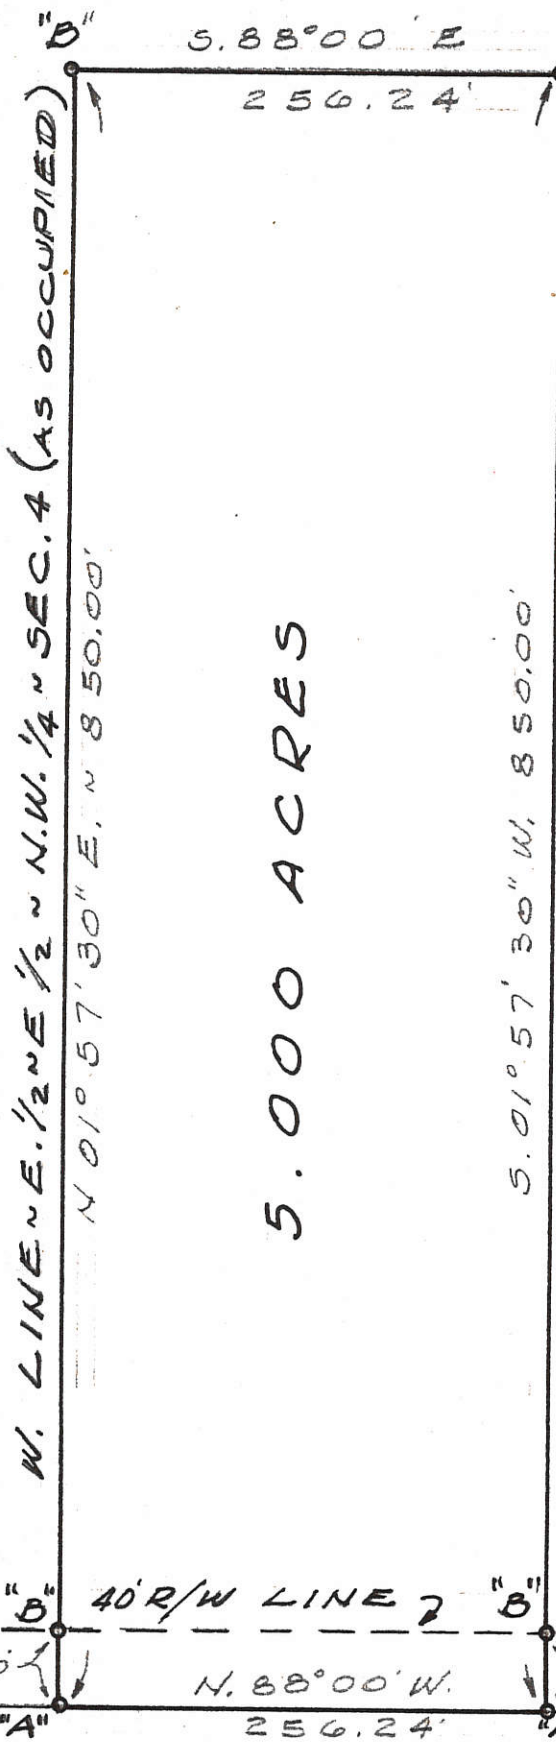 "B"
S. 88°00' E
256.24'
W. LINE ~ E. 1/2 ~ E 1/2 ~ N.W. 1/4 ~ SEC. 4 (AS OCCUPIED)
N 01° 57' 30" E. ~ 850.00'
5.000 ACRES
S. 01° 57' 30" W. 850.00'
"B"
40' R/W LINE
"B"
N. 88°00' W.
256.24'
"A"